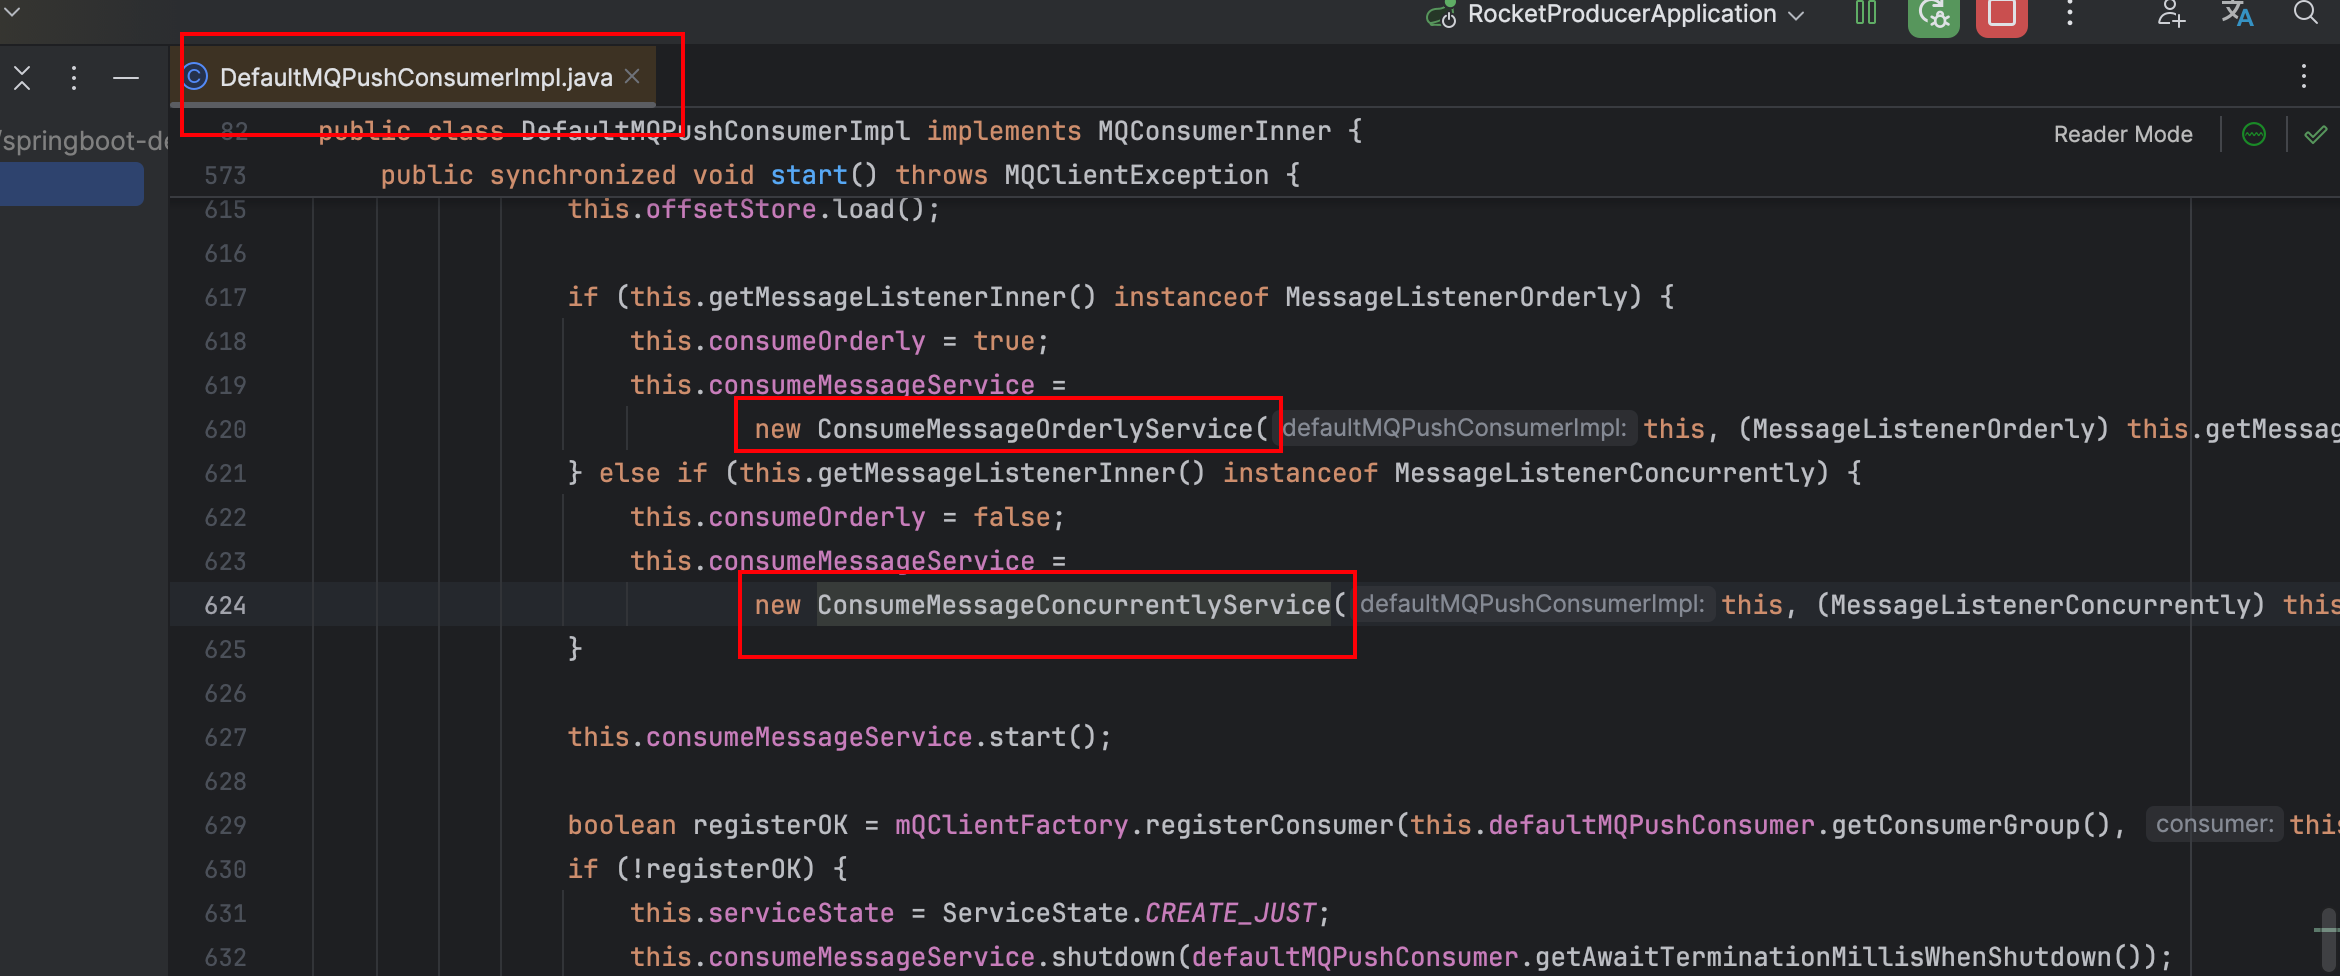 RocketProducerApplication
DefaultMQPushConsumerImpl.java
/springboot-de
82 public class DefaultMQPushConsumerImpl implements MQConsumerInner {
Reader Mode
573 public synchronized void start() throws MQClientException {
615 this.offsetStore.load();
616
617 if (this.getMessageListenerInner() instanceof MessageListenerOrderly) {
618 this.consumeOrderly = true;
619 this.consumeMessageService =
620 new ConsumeMessageOrderlyService( defaultMQPushConsumerImpl: this, (MessageListenerOrderly) this.getMessag
621 } else if (this.getMessageListenerInner() instanceof MessageListenerConcurrently) {
622 this.consumeOrderly = false;
623 this.consumeMessageService =
624 new ConsumeMessageConcurrentlyService( defaultMQPushConsumerImpl: this, (MessageListenerConcurrently) this
625 }
626
627 this.consumeMessageService.start();
628
629 boolean registerOK = mQClientFactory.registerConsumer(this.defaultMQPushConsumer.getConsumerGroup(), consumer: this
630 if (!registerOK) {
631 this.serviceState = ServiceState.CREATE_JUST;
632 this.consumeMessageService.shutdown(defaultMQPushConsumer.getAwaitTerminationMillisWhenShutdown());